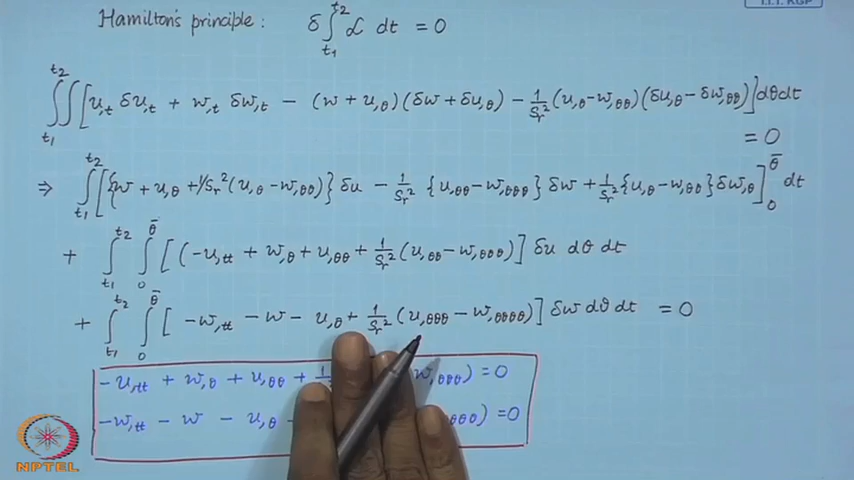 I.I.T. KGP
Hamilton's principle : δ∫_{t₁}^{t₂} ℒ dt = 0
∫_{t₁}^{t₂}∫∫ [u,t δu,t + w,t δw,t − (w + u,θ)(δw + δu,θ) − 1/Sr² (u,θ − w,θθ)(δu,θ − δw,θθ)] dθdt
= 0
⇒ ∫_{t₁}^{t₂} [{w + u,θ + 1/Sr² (u,θ − w,θθ)} δu − 1/Sr² {u,θθ − w,θθθ} δw + 1/Sr² {u,θ − w,θθ} δw,θ]_0^θ̄ dt
+ ∫_{t₁}^{t₂} ∫_0^θ̄ [(−u,tt + w,θ + u,θθ + 1/Sr² (u,θθ − w,θθθ)] δu dθ dt
+ ∫_{t₁}^{t₂} ∫_0^θ̄ [−w,tt − w − u,θ + 1/Sr² (u,θθθ − w,θθθθ)] δw dθ dt = 0
−u,tt + w,θ + u,θθ + w,θθθ) = 0
−w,tt − w − u,θ θθθ) = 0
NPTEL